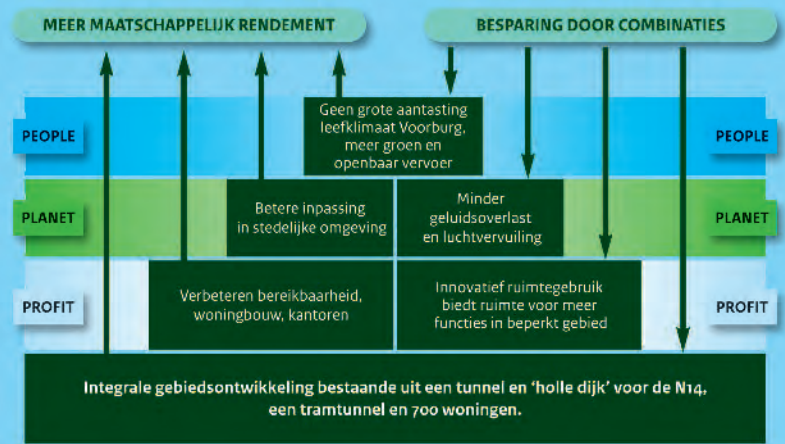 MEER MAATSCHAPPELIJK RENDEMENT
BESPARING DOOR COMBINATIES
PEOPLE
Geen grote aantasting
leefklimaat Voorburg,
meer groen en
openbaar vervoer
PEOPLE
PLANET
Betere inpassing
in stedelijke omgeving
Minder
geluidsoverlast
en luchtvervuiling
PLANET
PROFIT
Verbeteren bereikbaarheid,
woningbouw, kantoren
Innovatief ruimtegebruik
biedt ruimte voor meer
functies in beperkt gebied
PROFIT
Integrale gebiedsontwikkeling bestaande uit een tunnel en ‘holle dijk’ voor de N14,
een tramtunnel en 700 woningen.